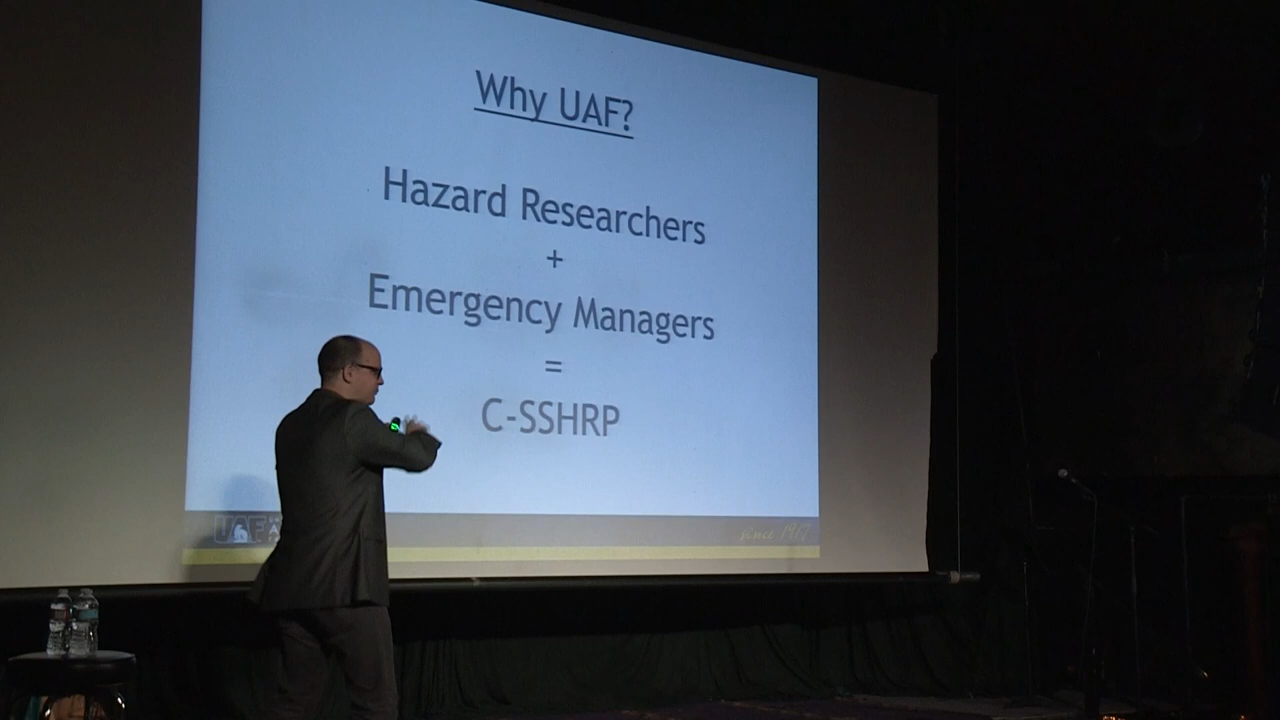 Why UAF?
Hazard Researchers
+
Emergency Managers
=
C-SSHRP
UAF
since 1917